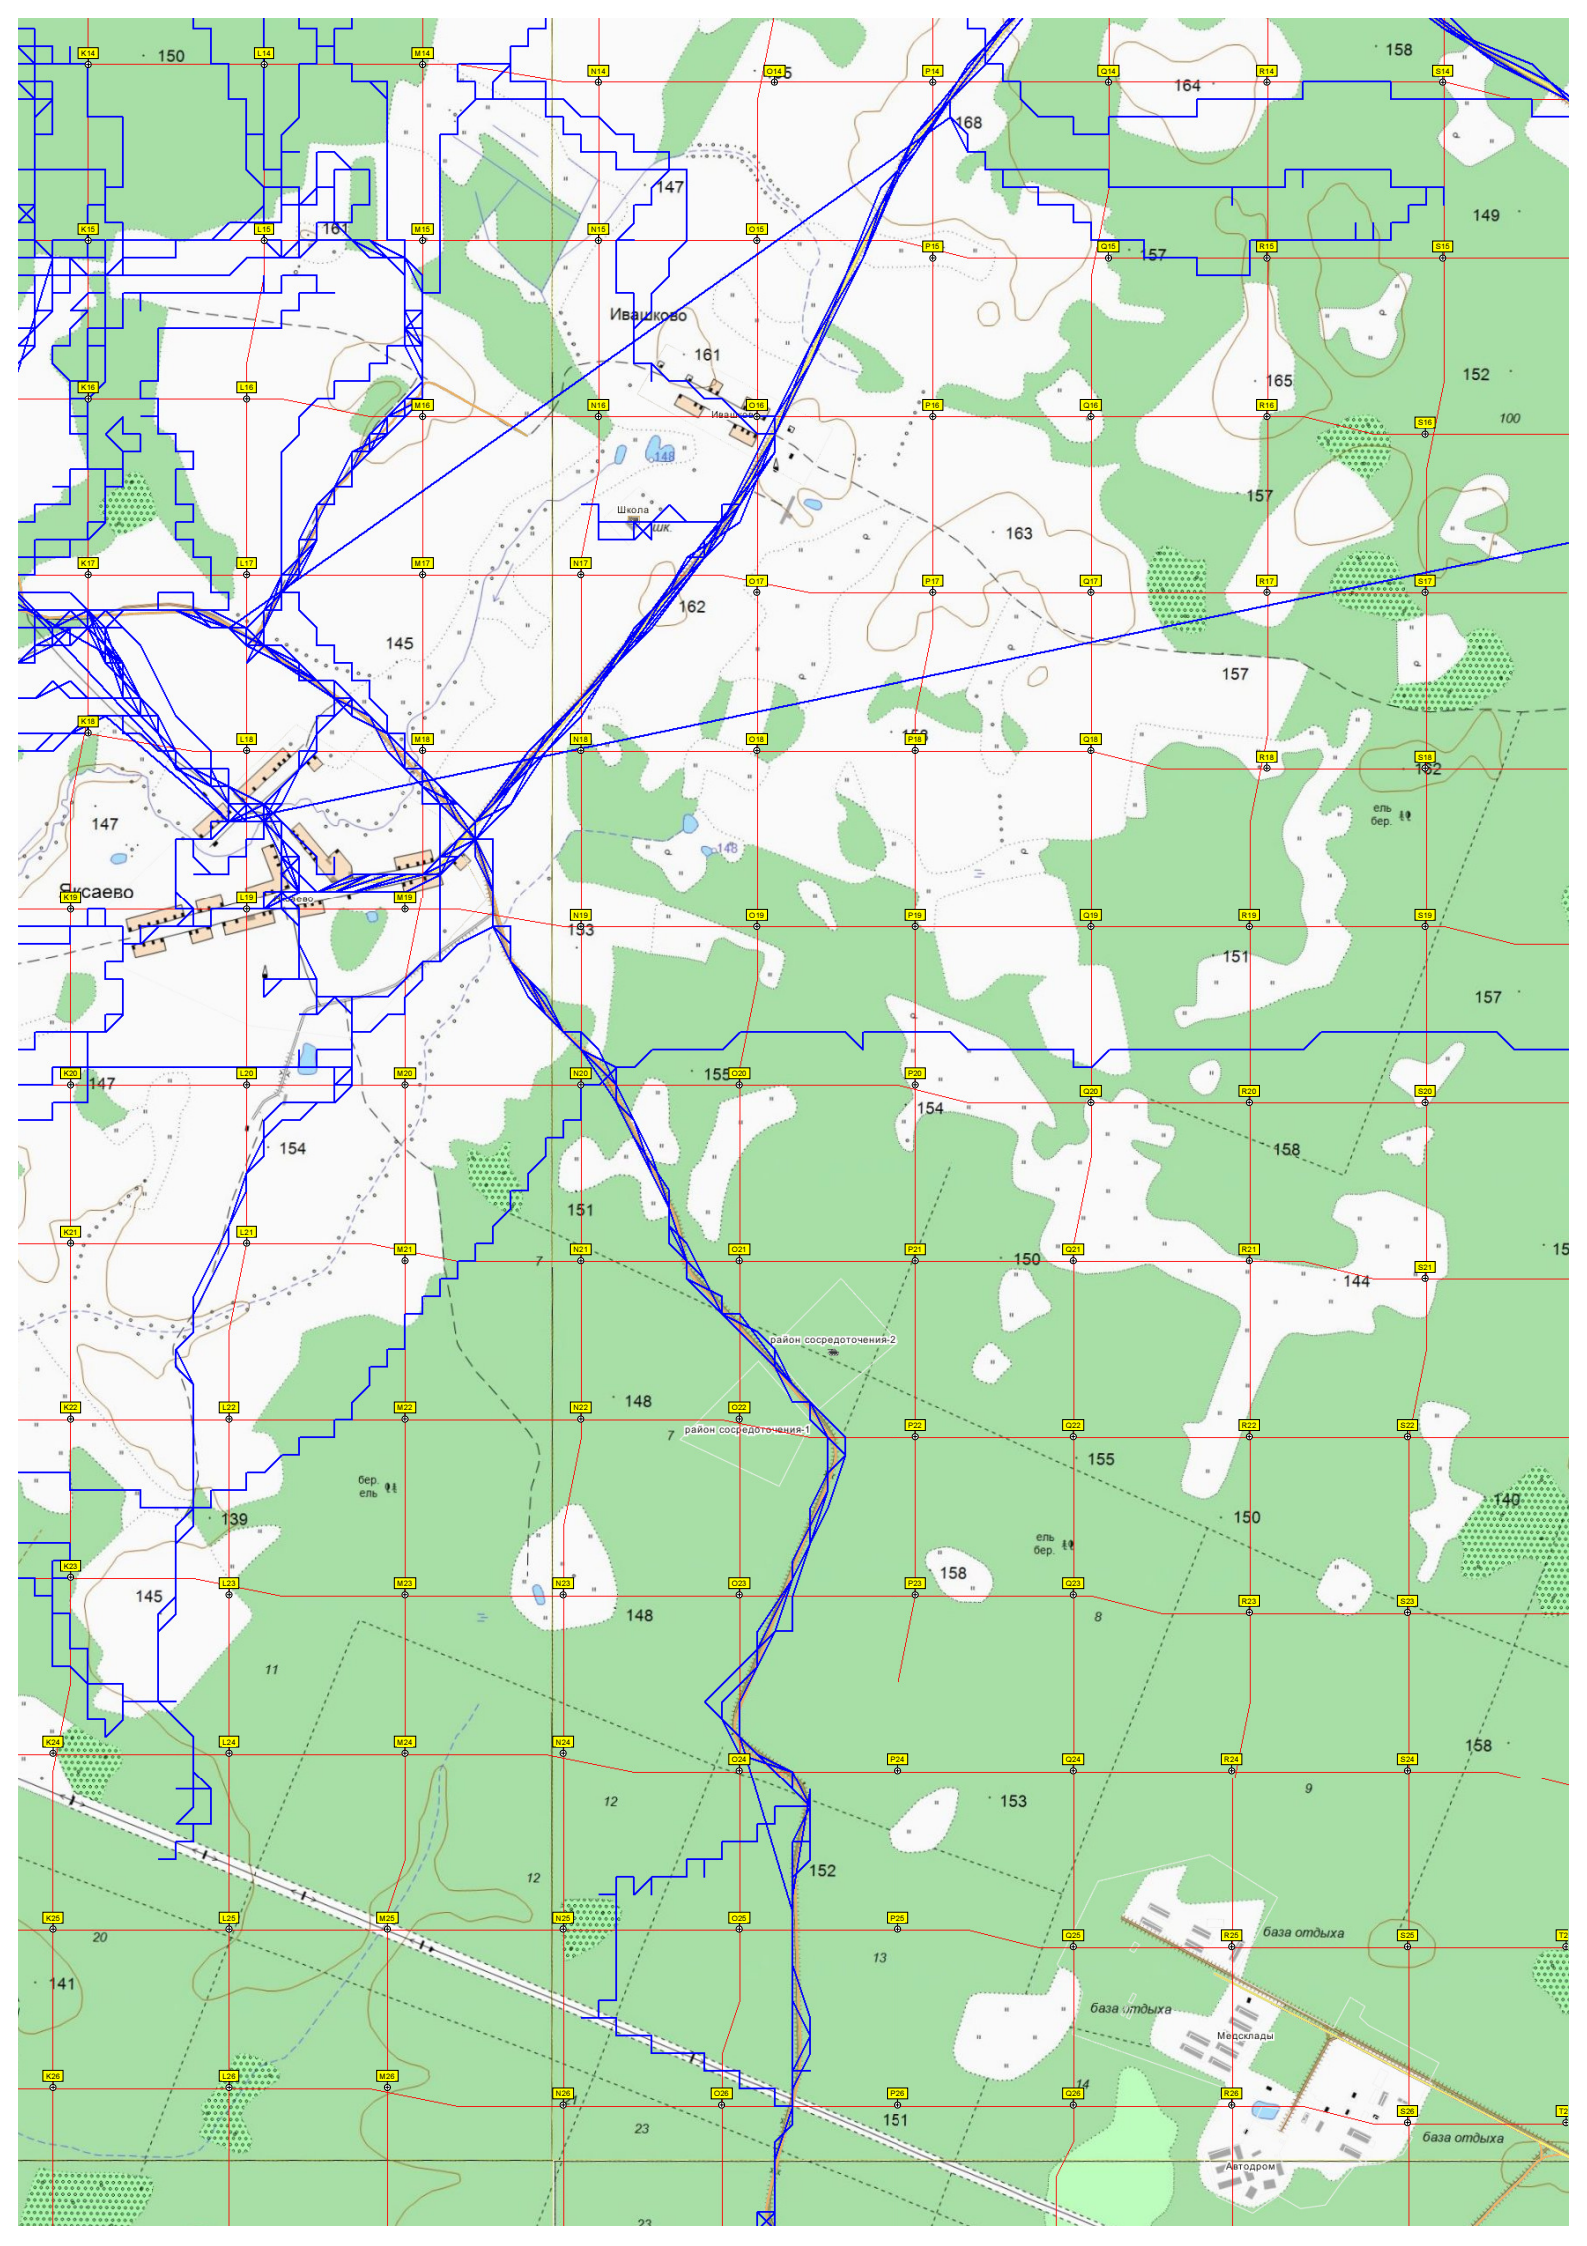 K14
150
L14
M14
N14
О14
P14
Q14
164
R14
158
S14
168
147
K15
L15
161
M15
N15
O15
P15
Q15
157
R15
149
S15
Ивашково
161
K16
L16
M16
N16
O16
P16
Q16
165
R16
152
S16
100
148
157
Школа
шк.
163
K17
L17
M17
N17
O17
P17
Q17
R17
S17
162
145
157
K18
L18
M18
N18
O18
P18
Q18
R18
S18
ель
бер.
147
148
Яксаево
K19
L19
M19
N19
O19
P19
Q19
R19
S19
151
157
K20
147
L20
M20
N20
155
O20
P20
154
Q20
R20
S20
154
158
151
K21
L21
M21
7
N21
O21
P21
150
Q21
R21
144
S21
район сосредоточения-2
148
K22
L22
M22
N22
O22
P22
Q22
R22
S22
район сосредоточения-1
7
155
бер.
ель
139
150
140
ель
бер.
158
K23
145
L23
M23
N23
148
O23
P23
Q23
8
R23
S23
11
K24
L24
M24
N24
O24
P24
Q24
R24
S24
158
12
153
9
12
152
K25
20
L25
M25
N25
O25
P25
13
Q25
R25
база отдыха
S25
141
база отдыха
Медсклады
K26
L26
M26
N26
O26
P26
151
Q26
14
R26
S26
23
база отдыха
Автодром
23